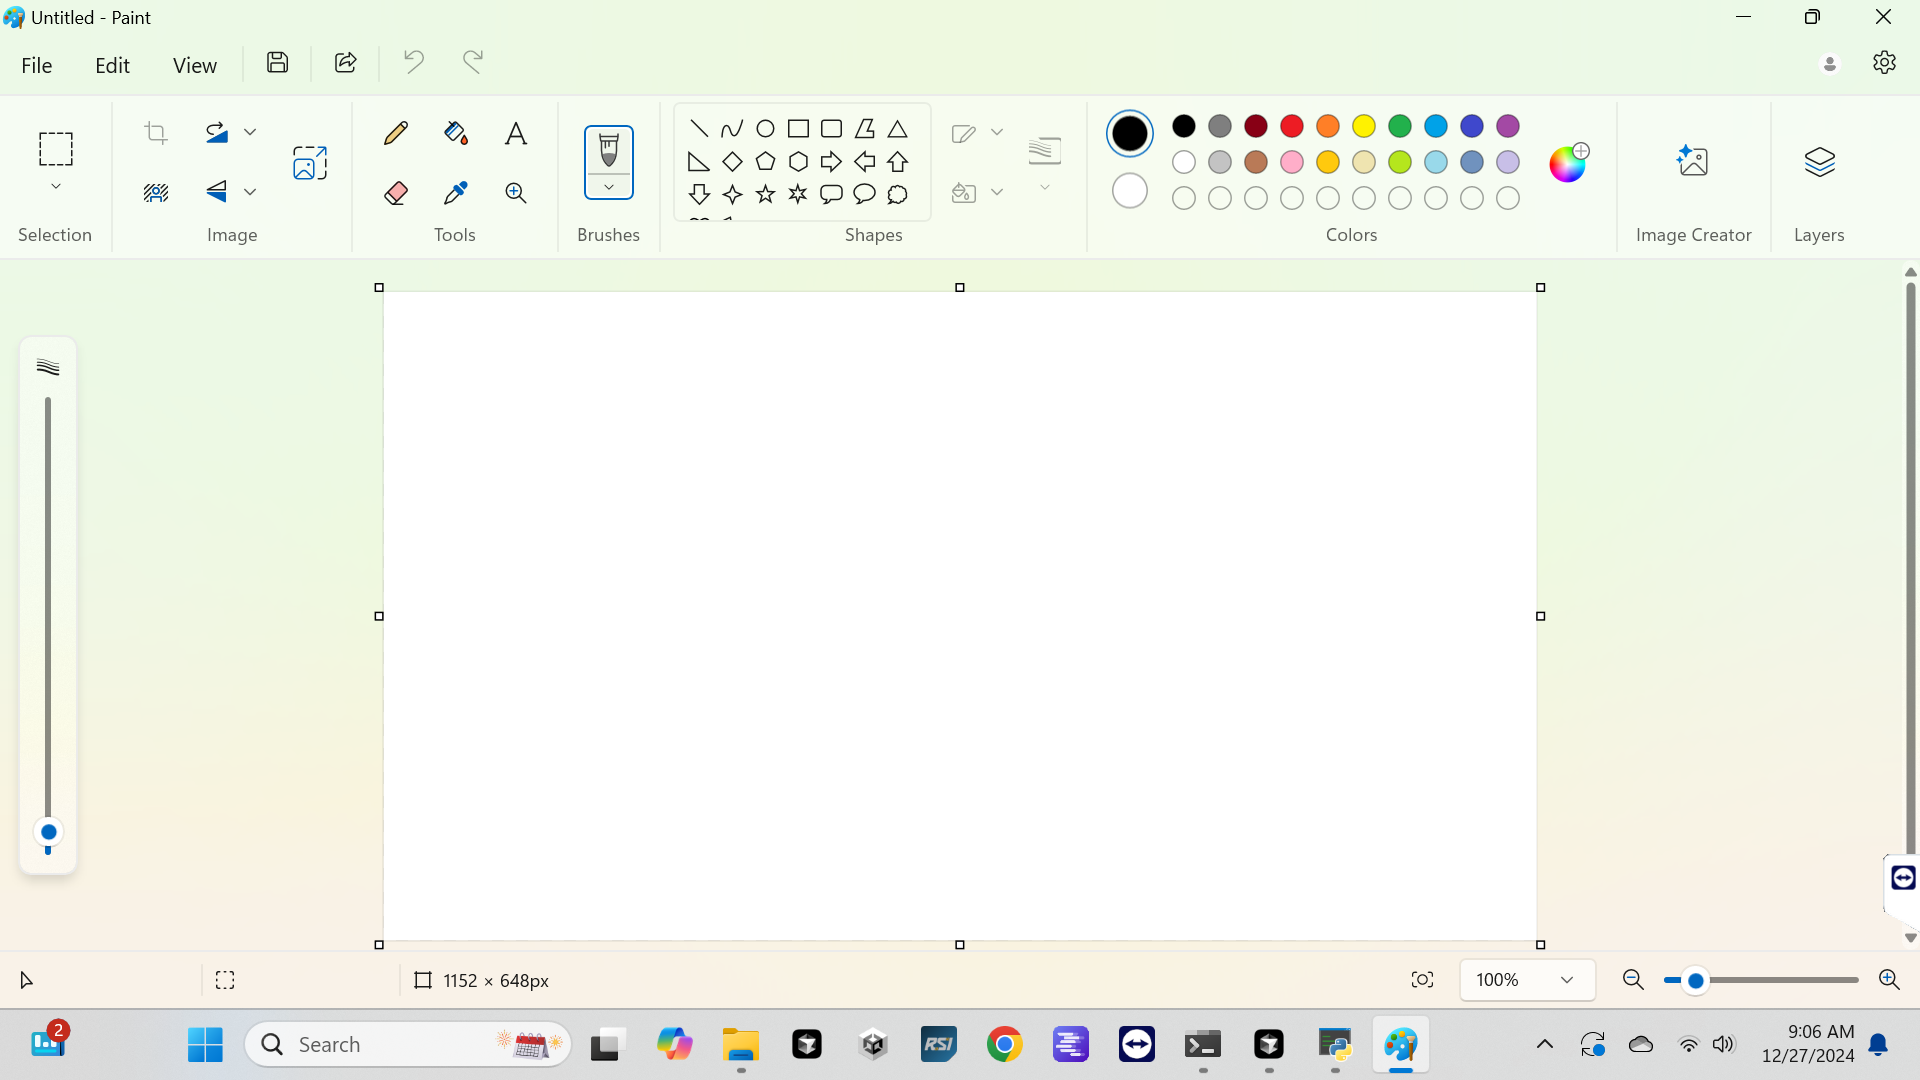 Untitled - Paint
File
Edit
View
Selection
Image
Tools
Brushes
Shapes
Colors
Image Creator
Layers
1152 × 648px
100%
2
Search
RSI
9:06 AM
12/27/2024